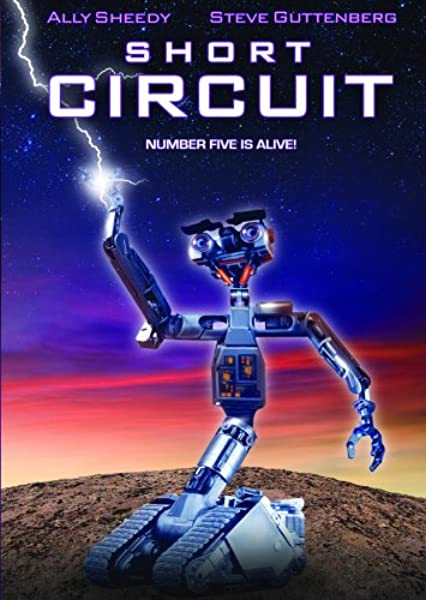 ALLY SHEEDY STEVE GUTTENBERG
SHORT
CIRCUIT
NUMBER FIVE IS ALIVE!